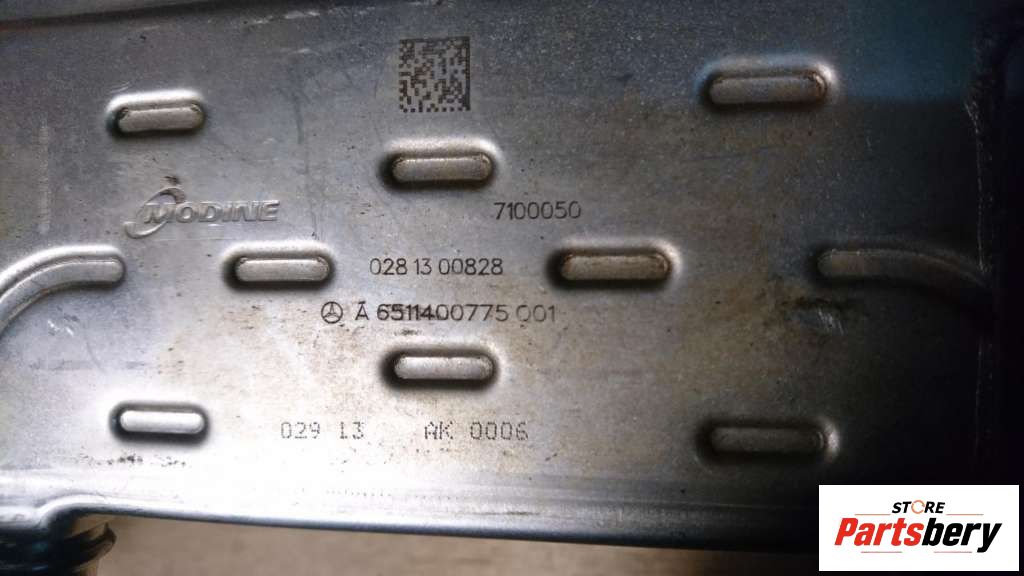 MODINE
7100050
028 13 00828
A 6511400775 001
029 13 AK 0006
STORE
Partsbery